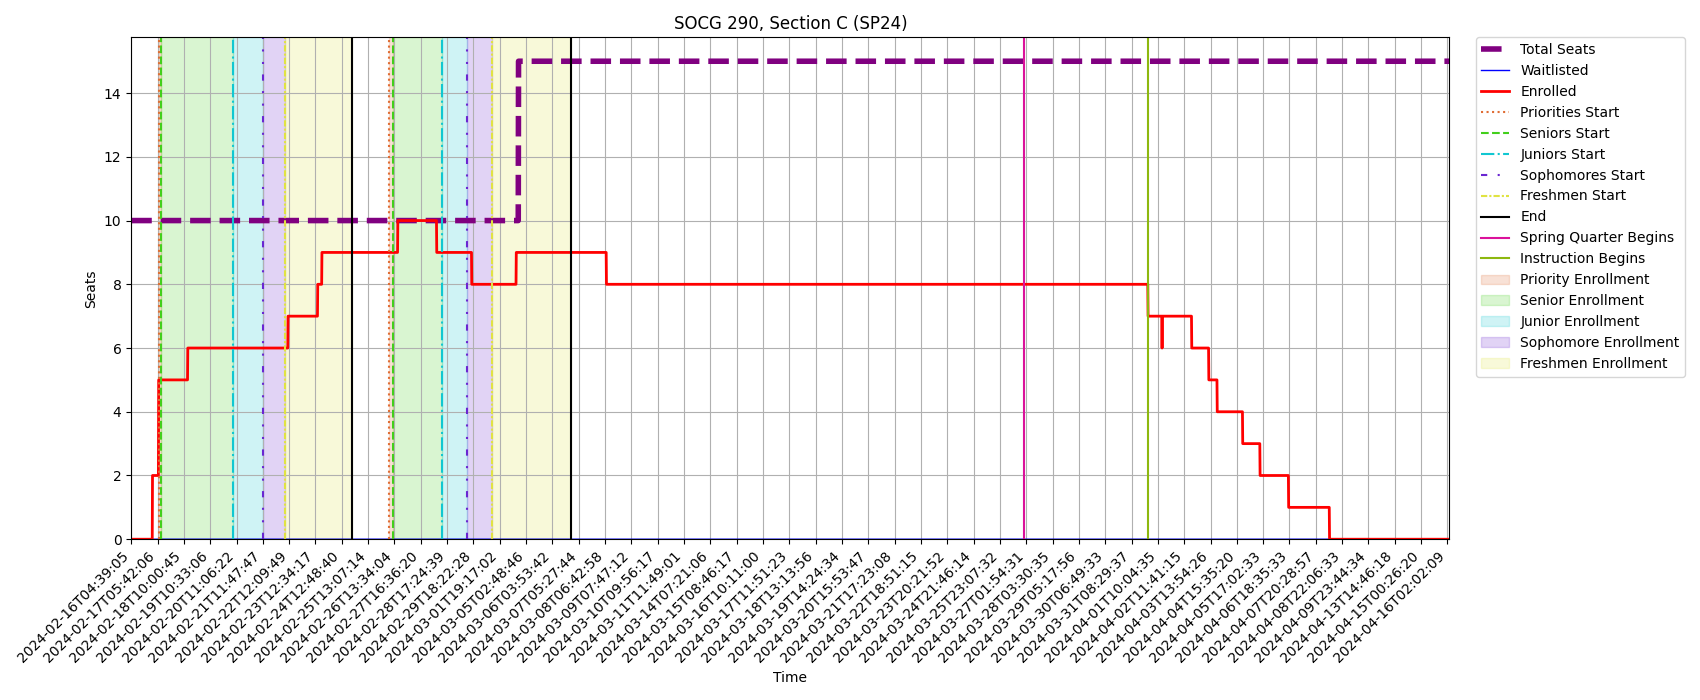 SOCG 290, Section C (SP24)
Seats
14
12
10
8
6
4
2
0
2024-02-16T04:39:05
2024-02-17T05:42:06
2024-02-18T10:00:45
2024-02-19T10:33:06
2024-02-20T11:06:22
2024-02-21T11:47:47
2024-02-22T12:09:49
2024-02-23T12:34:17
2024-02-24T12:48:40
2024-02-25T13:07:14
2024-02-26T13:34:04
2024-02-27T16:36:20
2024-02-28T17:24:39
2024-02-29T18:22:28
2024-03-01T19:17:02
2024-03-05T02:48:46
2024-03-06T03:53:42
2024-03-07T05:27:44
2024-03-08T06:42:58
2024-03-09T07:47:12
2024-03-10T09:56:17
2024-03-11T11:49:01
2024-03-14T07:21:06
2024-03-15T08:46:17
2024-03-16T10:11:00
2024-03-17T11:51:23
2024-03-18T13:13:56
2024-03-19T14:24:34
2024-03-20T15:53:47
2024-03-21T17:23:08
2024-03-22T18:51:15
2024-03-23T20:21:52
2024-03-24T21:46:14
2024-03-25T23:07:32
2024-03-27T01:54:31
2024-03-28T03:30:35
2024-03-29T05:17:56
2024-03-30T06:49:33
2024-03-31T08:29:37
2024-04-01T10:04:35
2024-04-02T11:41:15
2024-04-03T13:54:26
2024-04-04T15:35:20
2024-04-05T17:02:33
2024-04-06T18:35:33
2024-04-07T20:28:57
2024-04-08T22:06:33
2024-04-09T23:44:34
2024-04-13T14:46:18
2024-04-15T00:26:20
2024-04-16T02:02:09
Time
Total Seats
Waitlisted
Enrolled
Priorities Start
Seniors Start
Juniors Start
Sophomores Start
Freshmen Start
End
Spring Quarter Begins
Instruction Begins
Priority Enrollment
Senior Enrollment
Junior Enrollment
Sophomore Enrollment
Freshmen Enrollment